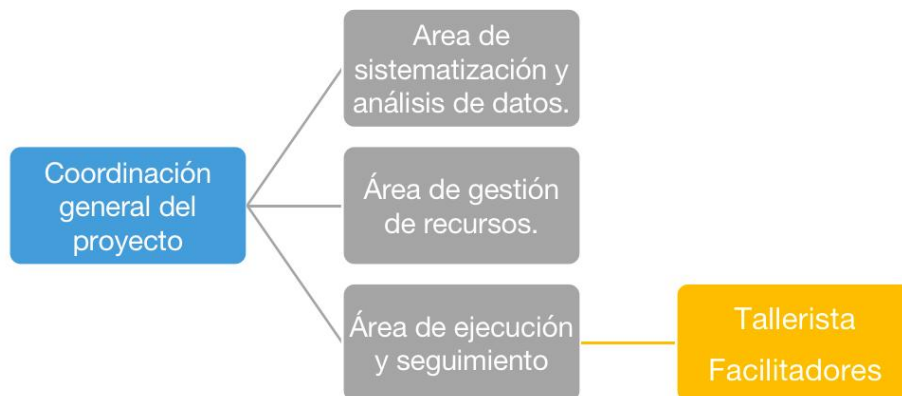 Area de
sistematización y
análisis de datos.
Coordinación
general del
proyecto
Área de gestión
de recursos.
Área de ejecución
y seguimiento
Tallerista
Facilitadores